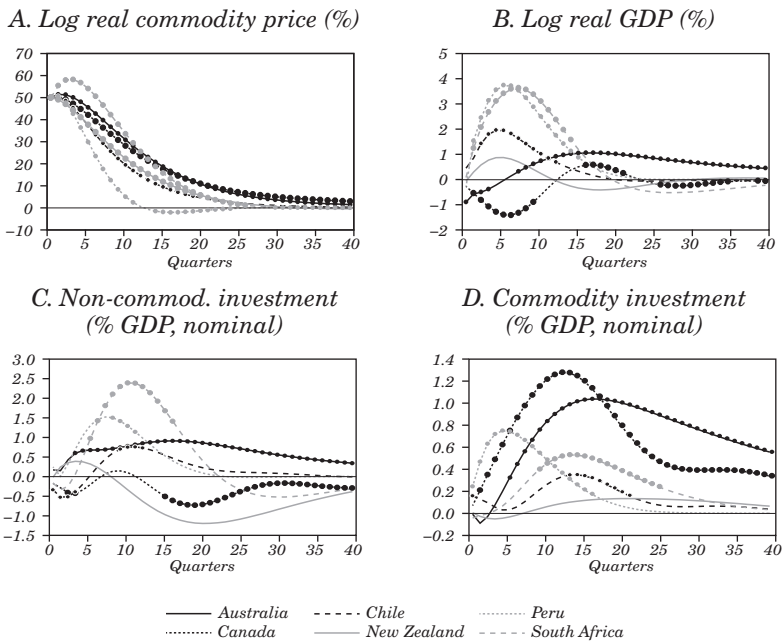 A. Log real commodity price (%)
B. Log real GDP (%)
70
60
50
40
30
20
10
0
−10
0 5 10 15 20 25 30 35 40
Quarters
5
4
3
2
1
0
−1
−2
0 5 10 15 20 25 30 35 40
Quarters
C. Non-commod. investment
(% GDP, nominal)
D. Commodity investment
(% GDP, nominal)
3.0
2.5
2.0
1.5
1.0
0.5
0.0
−0.5
−1.0
−1.5
0 5 10 15 20 25 30 35 40
Quarters
1.4
1.2
1.0
0.8
0.6
0.4
0.2
0.0
−0.2
0 5 10 15 20 25 30 35 40
Quarters
Australia Chile Peru
Canada New Zealand South Africa